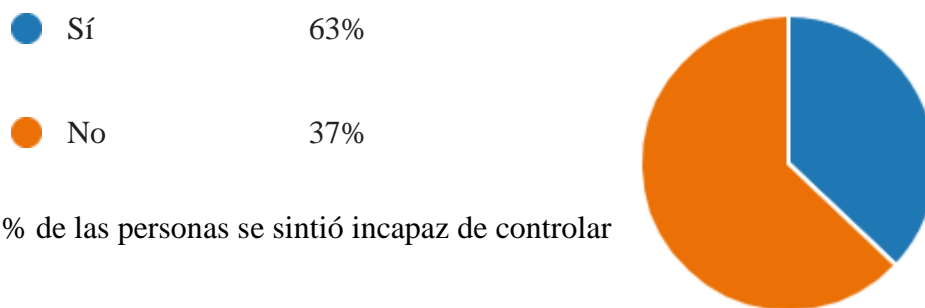 Sí 63%
No 37%
% de las personas se sintió incapaz de controlar